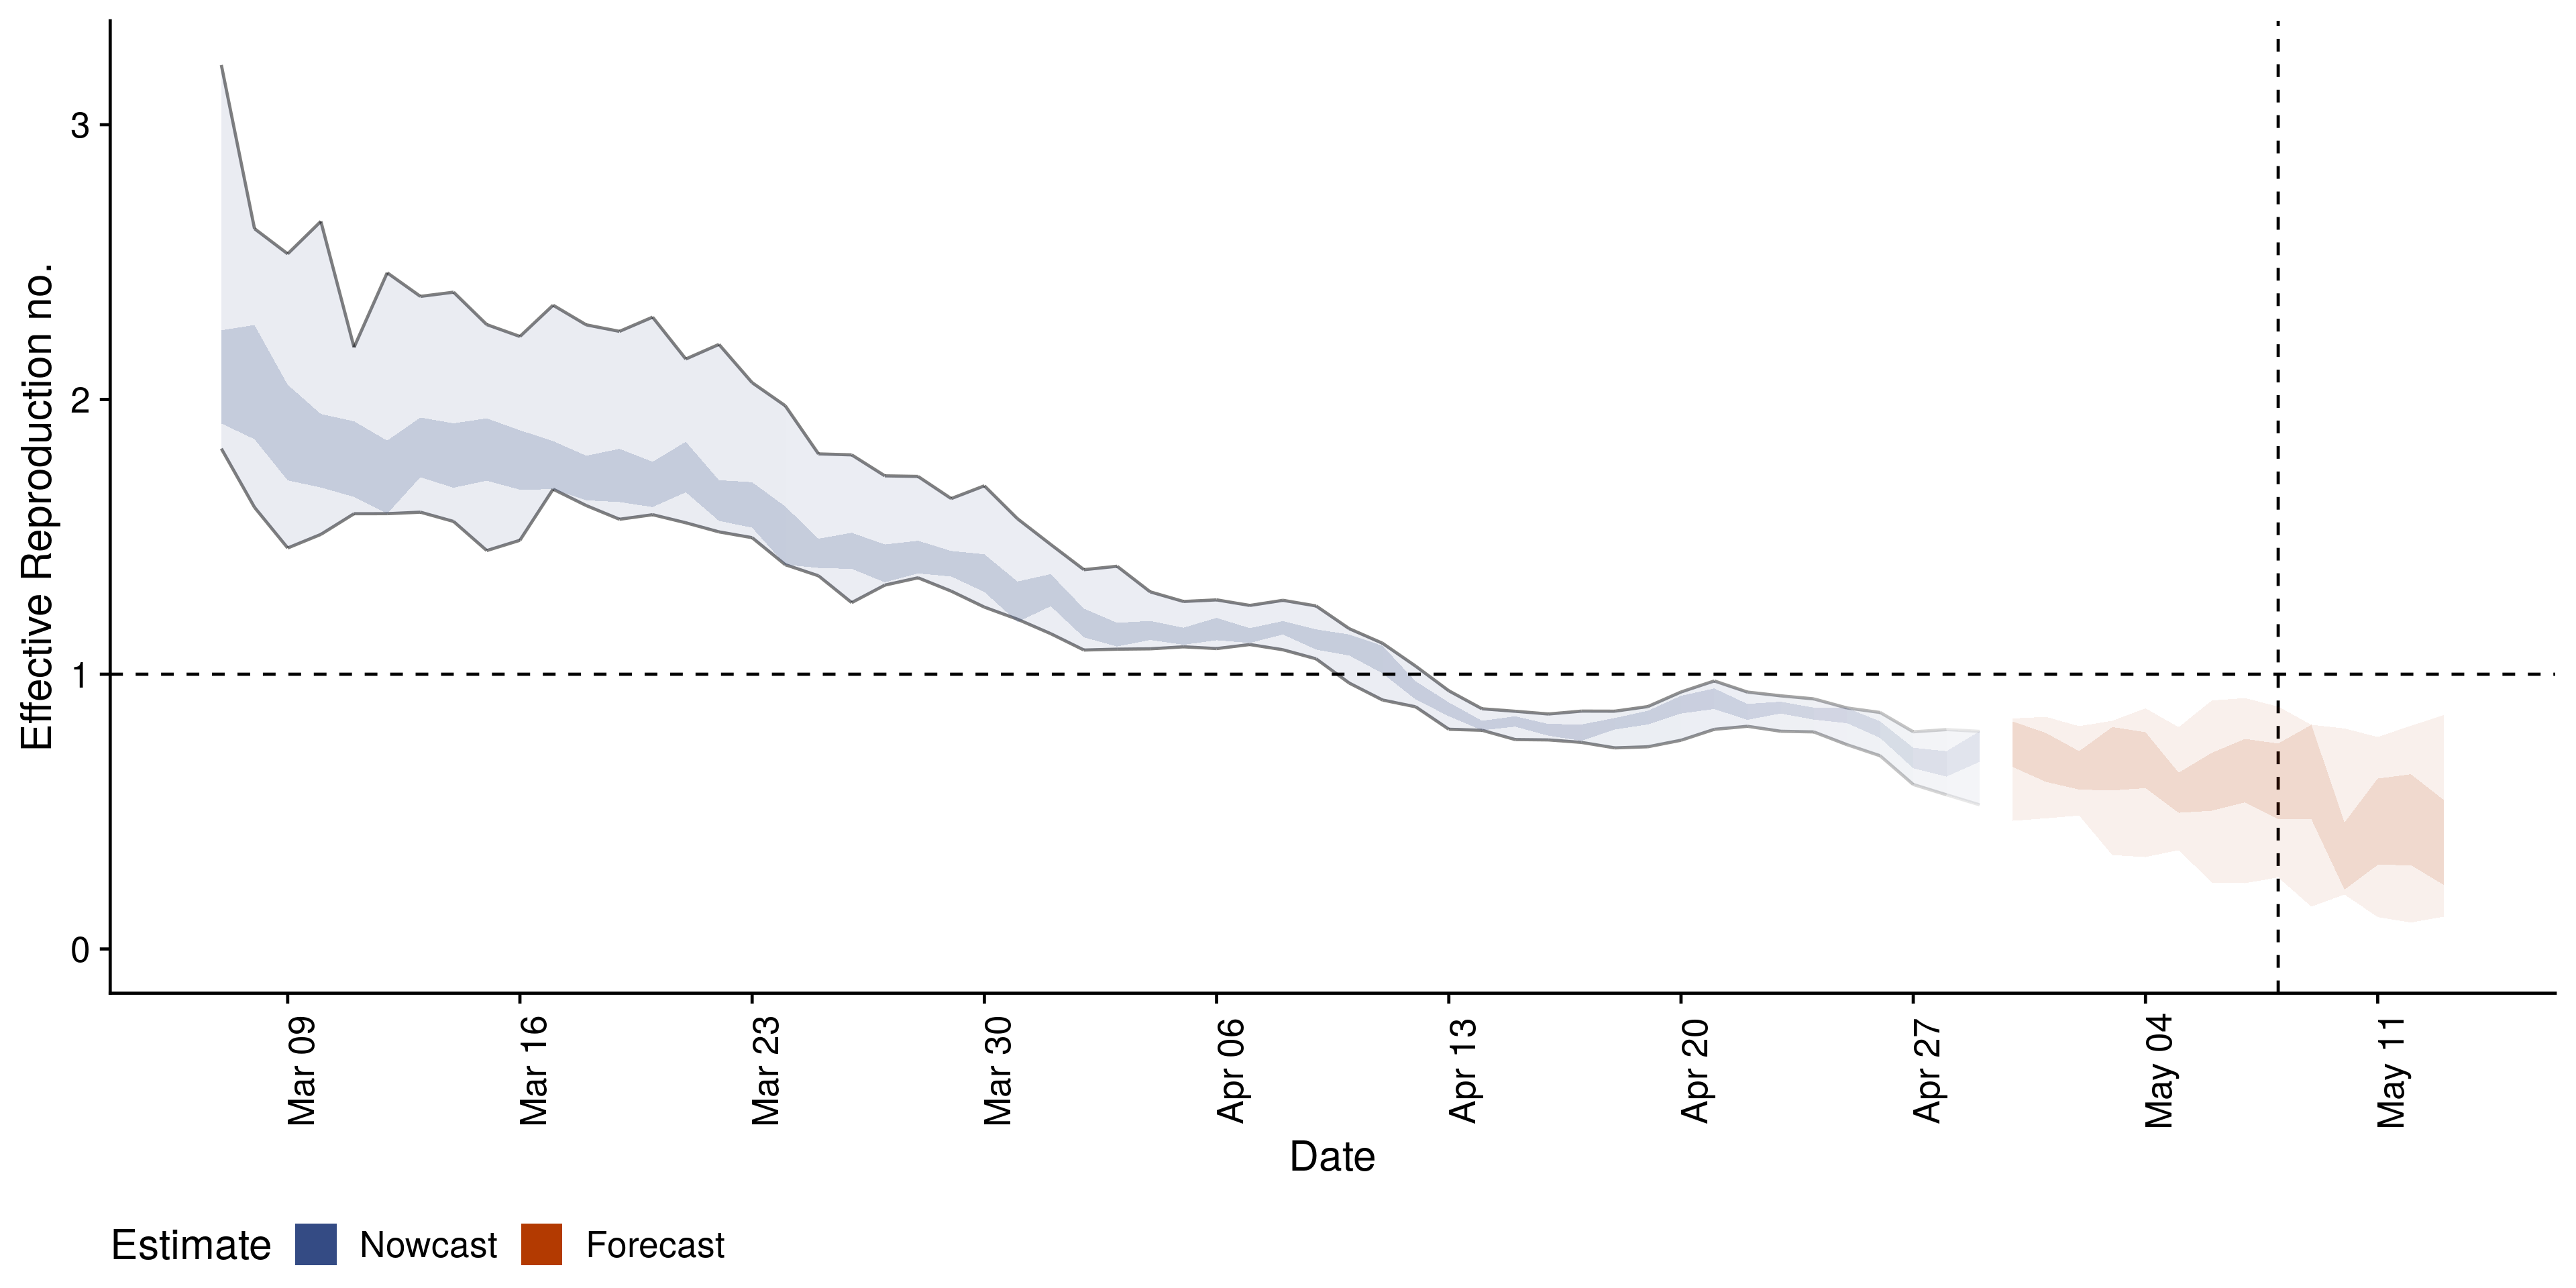 Effective Reproduction no.
3
2
1
0
Mar 09
Mar 16
Mar 23
Mar 30
Apr 06
Apr 13
Apr 20
Apr 27
May 04
May 11
Date
Estimate Nowcast Forecast